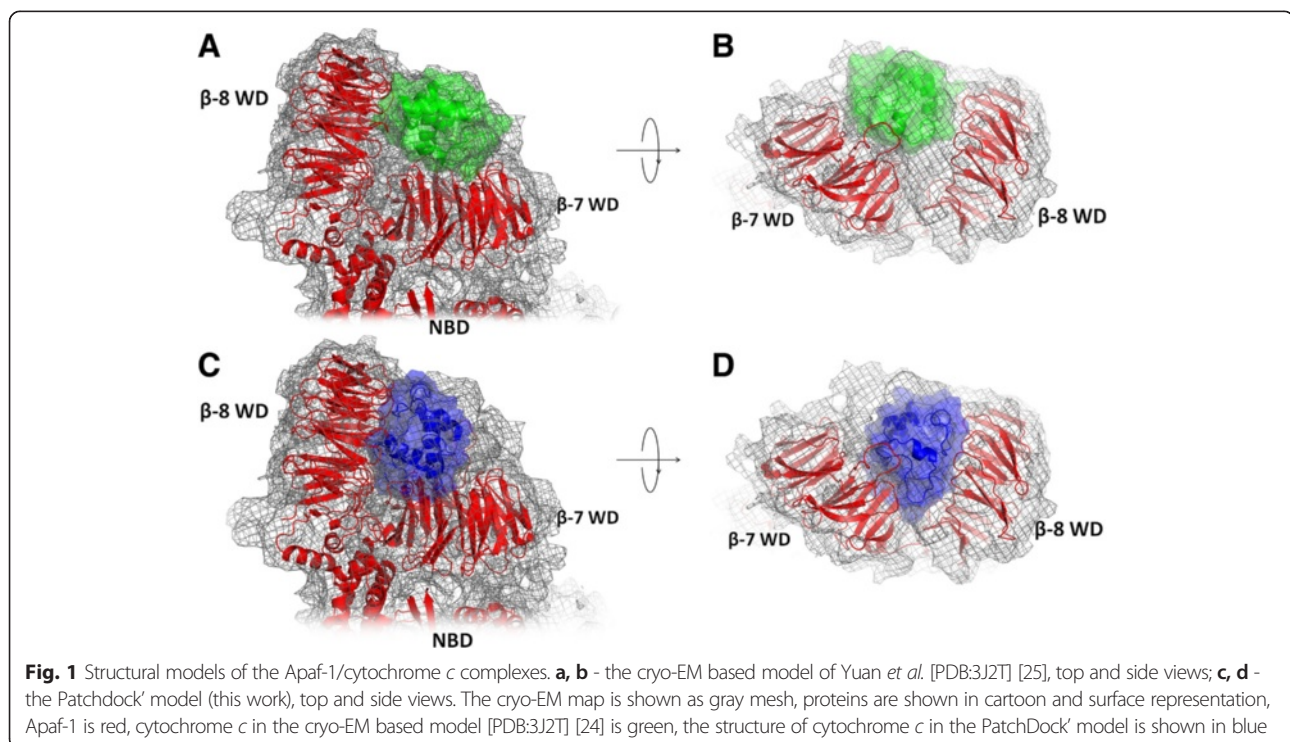 A
B
β-8 WD
β-7 WD
β-7 WD
β-8 WD
NBD
C
D
β-8 WD
β-7 WD
β-7 WD
β-8 WD
NBD
Fig. 1 Structural models of the Apaf-1/cytochrome c complexes. a, b - the cryo-EM based model of Yuan et al. [PDB:3J2T] [25], top and side views; c, d -
the Patchdock’ model (this work), top and side views. The cryo-EM map is shown as gray mesh, proteins are shown in cartoon and surface representation,
Apaf-1 is red, cytochrome c in the cryo-EM based model [PDB:3J2T] [24] is green, the structure of cytochrome c in the PatchDock’ model is shown in blue